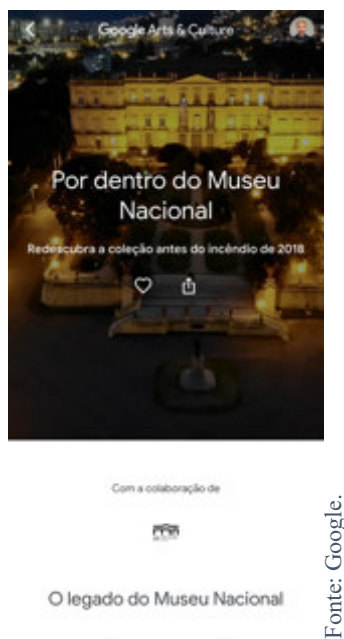 Google Arts & Culture
Por dentro do Museu
Nacional
Redescubra a coleção antes do incêndio de 2018
Com a colaboração de
O legado do Museu Nacional
Fonte: Google.